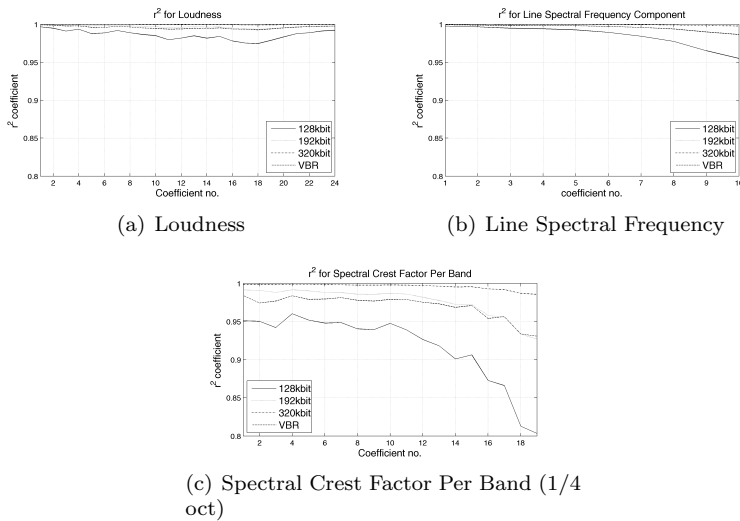 r² for Loudness
1
0.95
0.9
0.85
0.8
r² coefficient
2 4 6 8 10 12 14 16 18 20 22 24
Coefficient no.
128kbit
192kbit
320kbit
VBR
(a) Loudness
r² for Line Spectral Frequency Component
1
0.95
0.9
0.85
0.8
r² coefficient
1 2 3 4 5 6 7 8 9 10
coefficient no.
128kbit
192kbit
320kbit
VBR
(b) Line Spectral Frequency
r² for Spectral Crest Factor Per Band
1
0.95
0.9
0.85
0.8
r² coefficient
2 4 6 8 10 12 14 16 18
Coefficient no.
128kbit
192kbit
320kbit
VBR
(c) Spectral Crest Factor Per Band (1/4
oct)